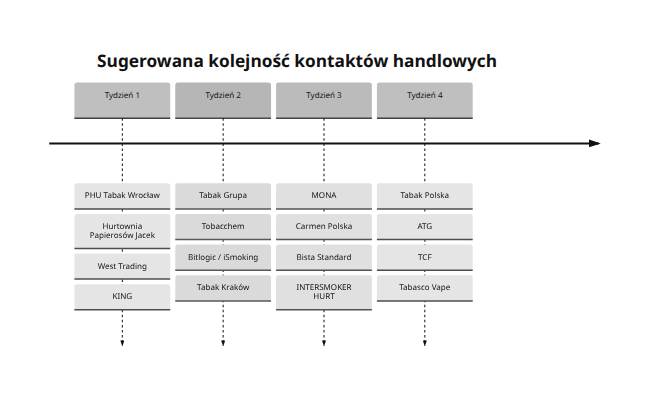 Sugerowana kolejność kontaktów handlowych
Tydzień 1
Tydzień 2
Tydzień 3
Tydzień 4
PHU Tabak Wrocław
Hurtownia
Papierosów Jacek
West Trading
KING
Tabak Grupa
Tobacchem
Bitlogic / iSmoking
Tabak Kraków
MONA
Carmen Polska
Bista Standard
INTERSMOKER
HURT
Tabak Polska
ATG
TCF
Tabasco Vape